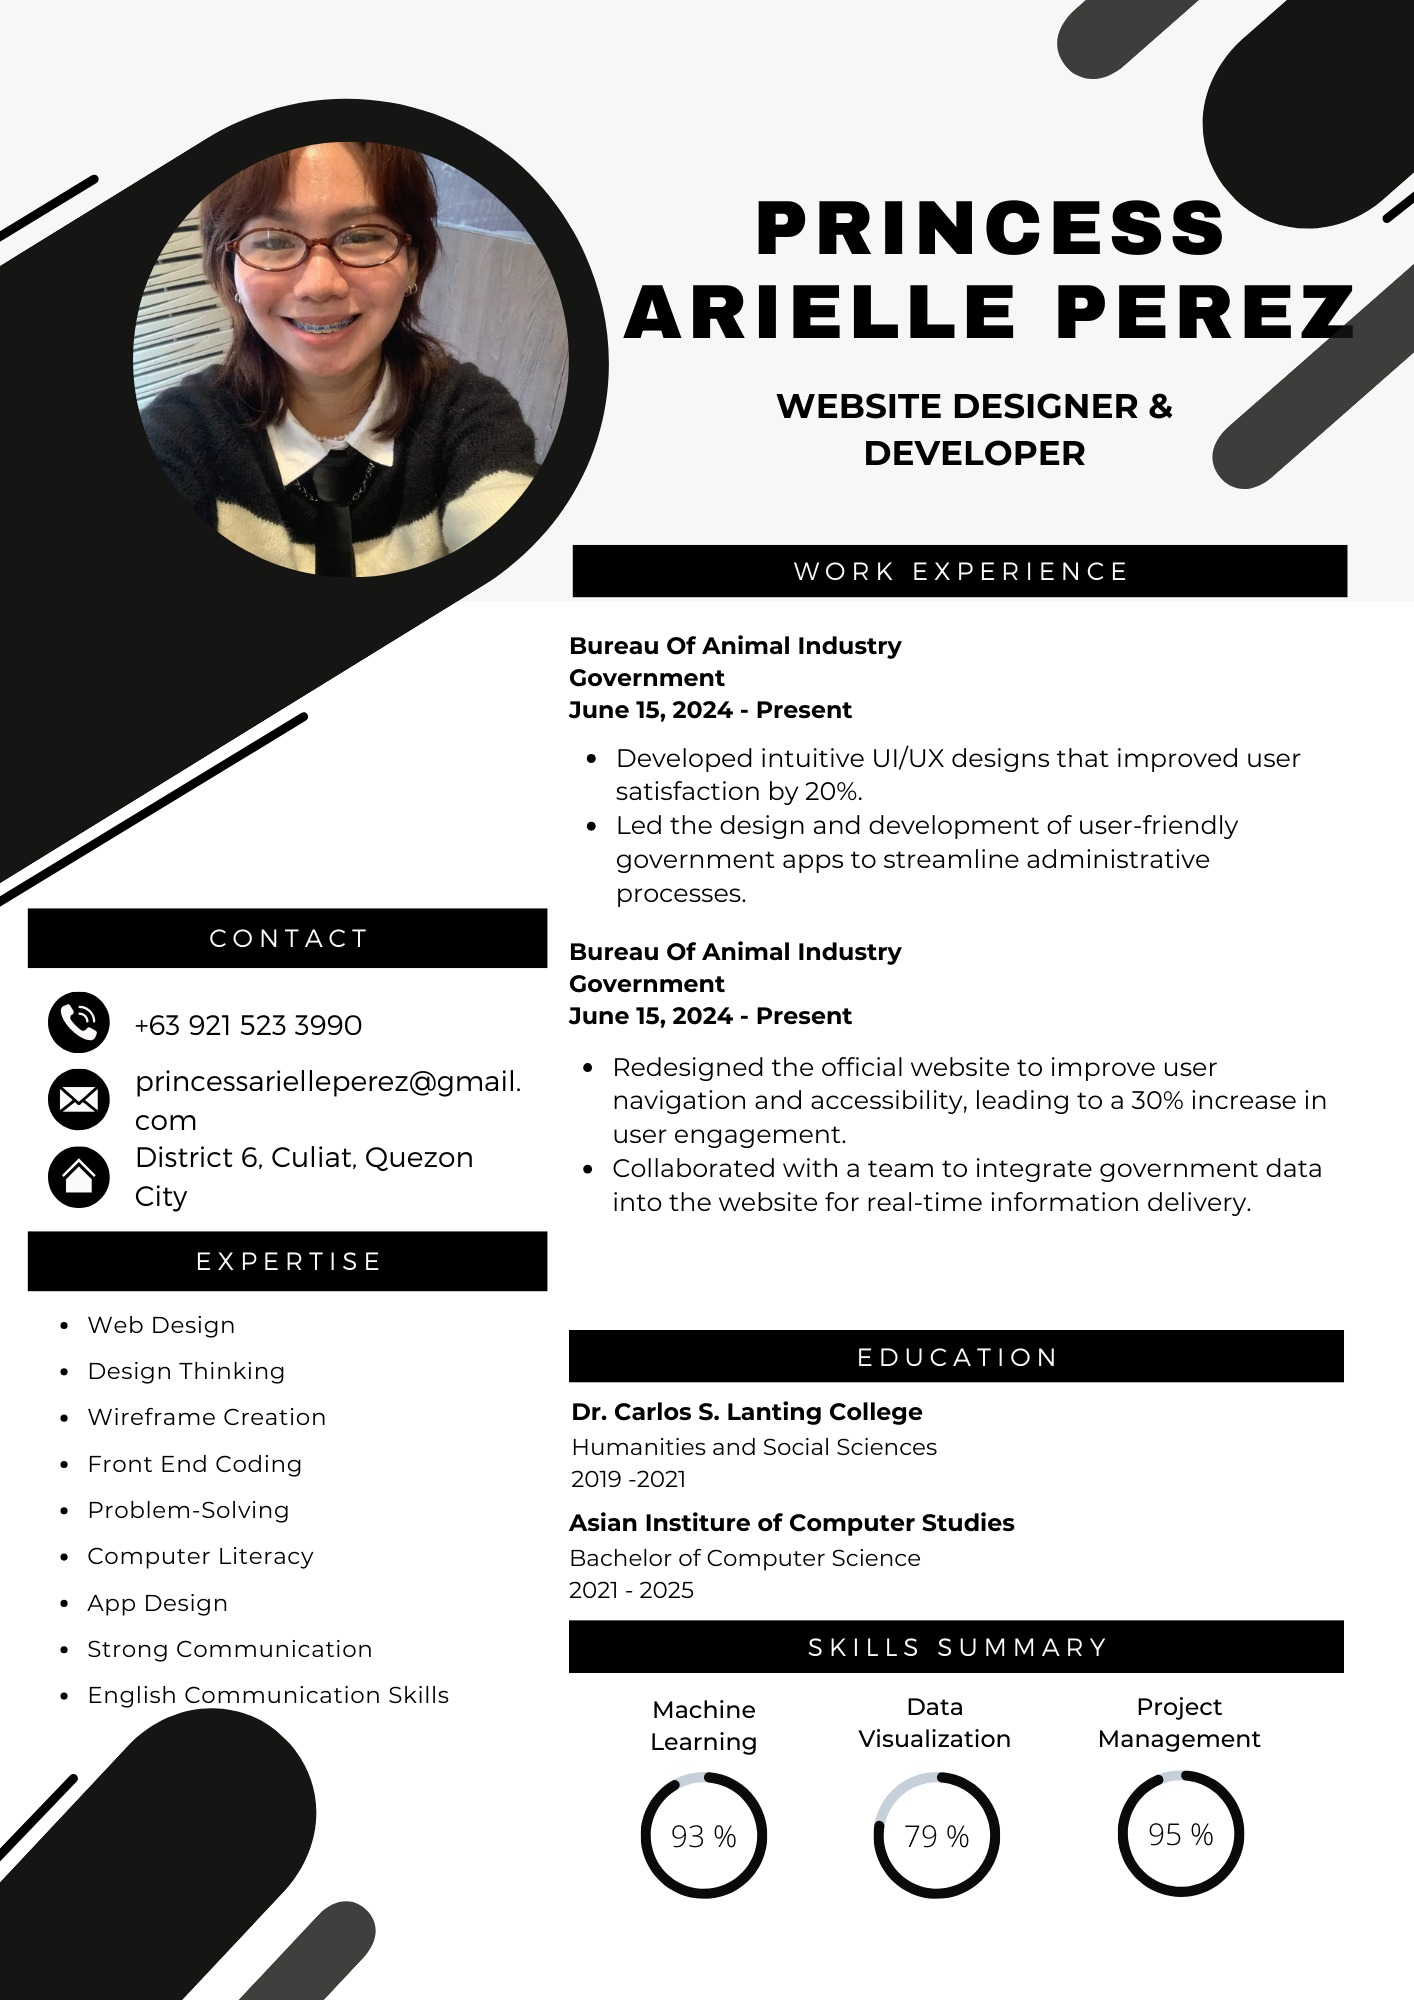 PRINCESS
ARIELLE PEREZ
WEBSITE DESIGNER &
DEVELOPER
WORK EXPERIENCE
Bureau Of Animal Industry
Government
June 15, 2024 - Present
• Developed intuitive UI/UX designs that improved user
satisfaction by 20%.
• Led the design and development of user-friendly
government apps to streamline administrative
processes.
Bureau Of Animal Industry
Government
June 15, 2024 - Present
• Redesigned the official website to improve user
navigation and accessibility, leading to a 30% increase in
user engagement.
• Collaborated with a team to integrate government data
into the website for real-time information delivery.
CONTACT
+63 921 523 3990
princessarielleperez@gmail.
com
District 6, Culiat, Quezon
City
EXPERTISE
• Web Design
• Design Thinking
• Wireframe Creation
• Front End Coding
• Problem-Solving
• Computer Literacy
• App Design
• Strong Communication
• English Communication Skills
EDUCATION
Dr. Carlos S. Lanting College
Humanities and Social Sciences
2019 -2021
Asian Institure of Computer Studies
Bachelor of Computer Science
2021 - 2025
SKILLS SUMMARY
Machine
Learning
93 %
Data
Visualization
79 %
Project
Management
95 %